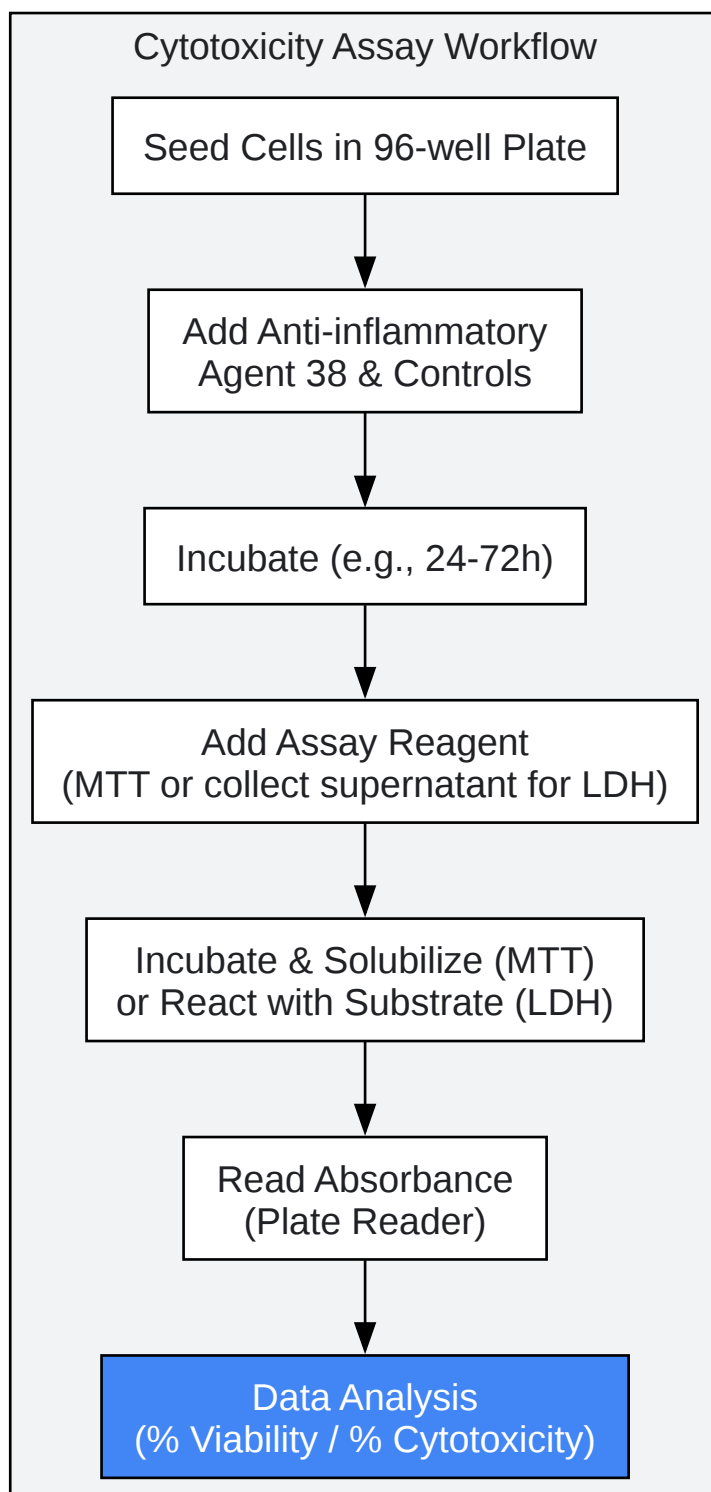 Cytotoxicity Assay Workflow
Seed Cells in 96-well Plate
Add Anti-inflammatory
Agent 38 & Controls
Incubate (e.g., 24-72h)
Add Assay Reagent
(MTT or collect supernatant for LDH)
Incubate & Solubilize (MTT)
or React with Substrate (LDH)
Read Absorbance
(Plate Reader)
Data Analysis
(% Viability / % Cytotoxicity)